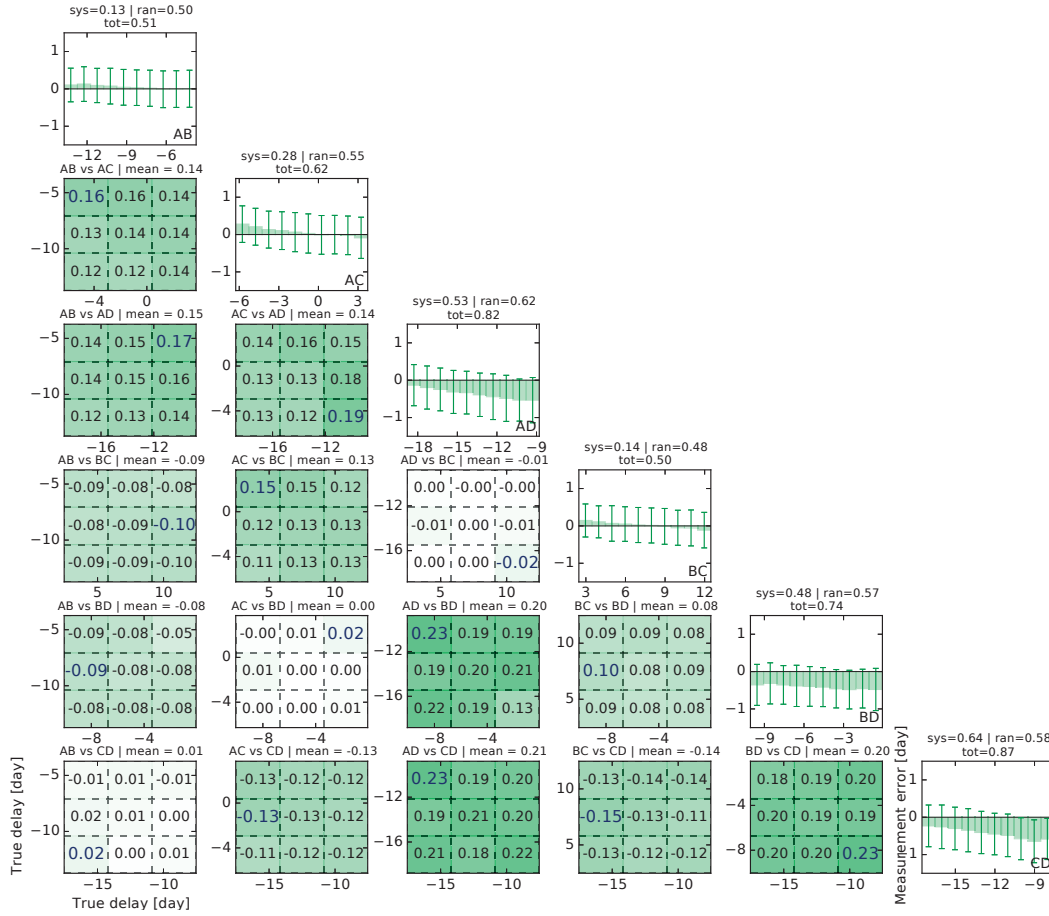 sys=0.13 | ran=0.50
tot=0.51
1
0
−1
AB
−12 −9 −6
AB vs AC | mean = 0.14
−5
−10
0.16 0.16 0.14
0.13 0.14 0.14
0.12 0.12 0.14
−4 0
sys=0.28 | ran=0.55
tot=0.62
1
0
−1
AC
−6 −3 0 3
AB vs AD | mean = 0.15
−5
−10
0.14 0.15 0.17
0.14 0.15 0.16
0.12 0.13 0.14
−16 −12
AC vs AD | mean = 0.14
0
−4
0.14 0.16 0.15
0.13 0.13 0.18
0.13 0.12 0.19
−16 −12
sys=0.53 | ran=0.62
tot=0.82
1
0
−1
AD
−18 −15 −12 −9
AB vs BC | mean = -0.09
−5
−10
-0.09 -0.08 -0.08
-0.08 -0.09 -0.10
-0.09 -0.09 -0.10
5 10
AC vs BC | mean = 0.13
0
−4
0.15 0.15 0.12
0.12 0.13 0.13
0.11 0.13 0.13
5 10
AD vs BC | mean = -0.01
−12
−16
0.00 -0.00 -0.00
-0.01 0.00 -0.01
0.00 0.00 -0.02
5 10
sys=0.14 | ran=0.48
tot=0.50
1
0
−1
BC
3 6 9 12
AB vs BD | mean = -0.08
−5
−10
-0.09 -0.08 -0.05
-0.09 -0.08 -0.08
-0.08 -0.08 -0.08
−8 −4
AC vs BD | mean = 0.00
0
−4
-0.00 0.01 0.02
0.01 0.00 0.00
0.00 0.00 0.01
−8 −4
AD vs BD | mean = 0.20
−12
−16
0.23 0.19 0.19
0.19 0.20 0.21
0.22 0.19 0.13
−8 −4
BC vs BD | mean = 0.08
10
5
0.09 0.09 0.08
0.10 0.08 0.09
0.09 0.08 0.08
−8 −4
sys=0.48 | ran=0.57
tot=0.74
1
0
−1
BD
−9 −6 −3
True delay [day]
AB vs CD | mean = 0.01
−5
−10
-0.01 0.01 -0.01
0.02 0.01 0.00
0.02 0.00 0.01
−15 −10
True delay [day]
AC vs CD | mean = -0.13
0
−4
-0.13 -0.12 -0.12
-0.13 -0.13 -0.12
-0.11 -0.12 -0.12
−15 −10
AD vs CD | mean = 0.21
−12
−16
0.23 0.19 0.20
0.19 0.21 0.20
0.21 0.18 0.22
−15 −10
BC vs CD | mean = -0.14
10
5
-0.13 -0.14 -0.14
-0.15 -0.13 -0.11
-0.13 -0.12 -0.12
−15 −10
BD vs CD | mean = 0.20
−4
−8
0.18 0.19 0.20
0.20 0.19 0.19
0.20 0.20 0.23
−15 −10
Measurement error [day]
sys=0.64 | ran=0.58
tot=0.87
1
0
1
CD
−15 −12 −9